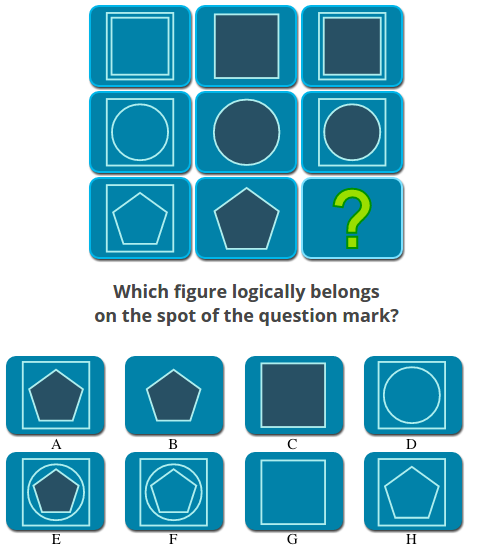 ?
Which figure logically belongs
on the spot of the question mark?
A B C D
E F G H